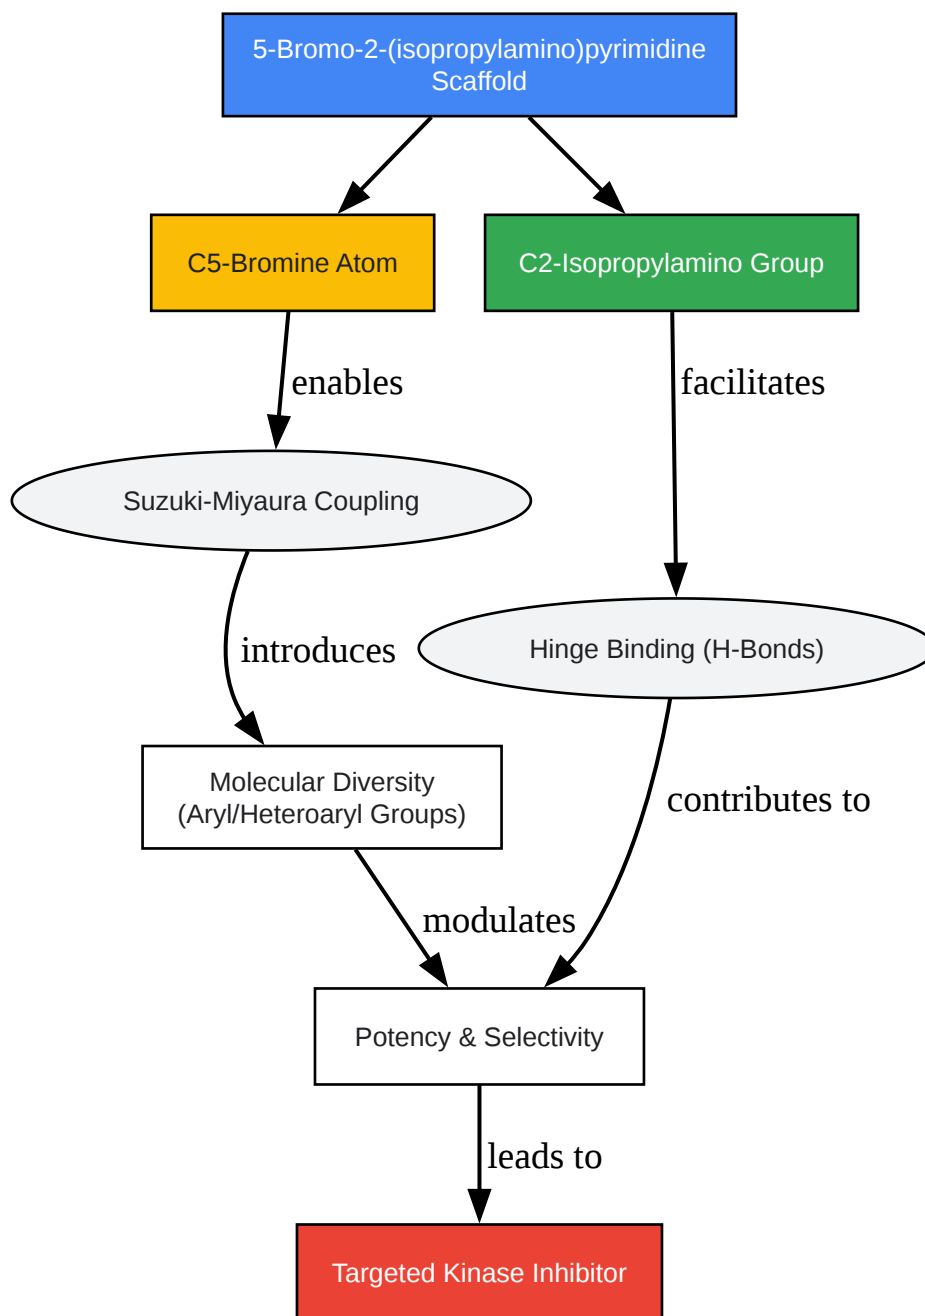 5-Bromo-2-(isopropylamino)pyrimidine
Scaffold
C5-Bromine Atom
C2-Isopropylamino Group
enables
facilitates
Suzuki-Miyaura Coupling
introduces
Hinge Binding (H-Bonds)
Molecular Diversity
(Aryl/Heteroaryl Groups)
contributes to
modulates
Potency & Selectivity
leads to
Targeted Kinase Inhibitor